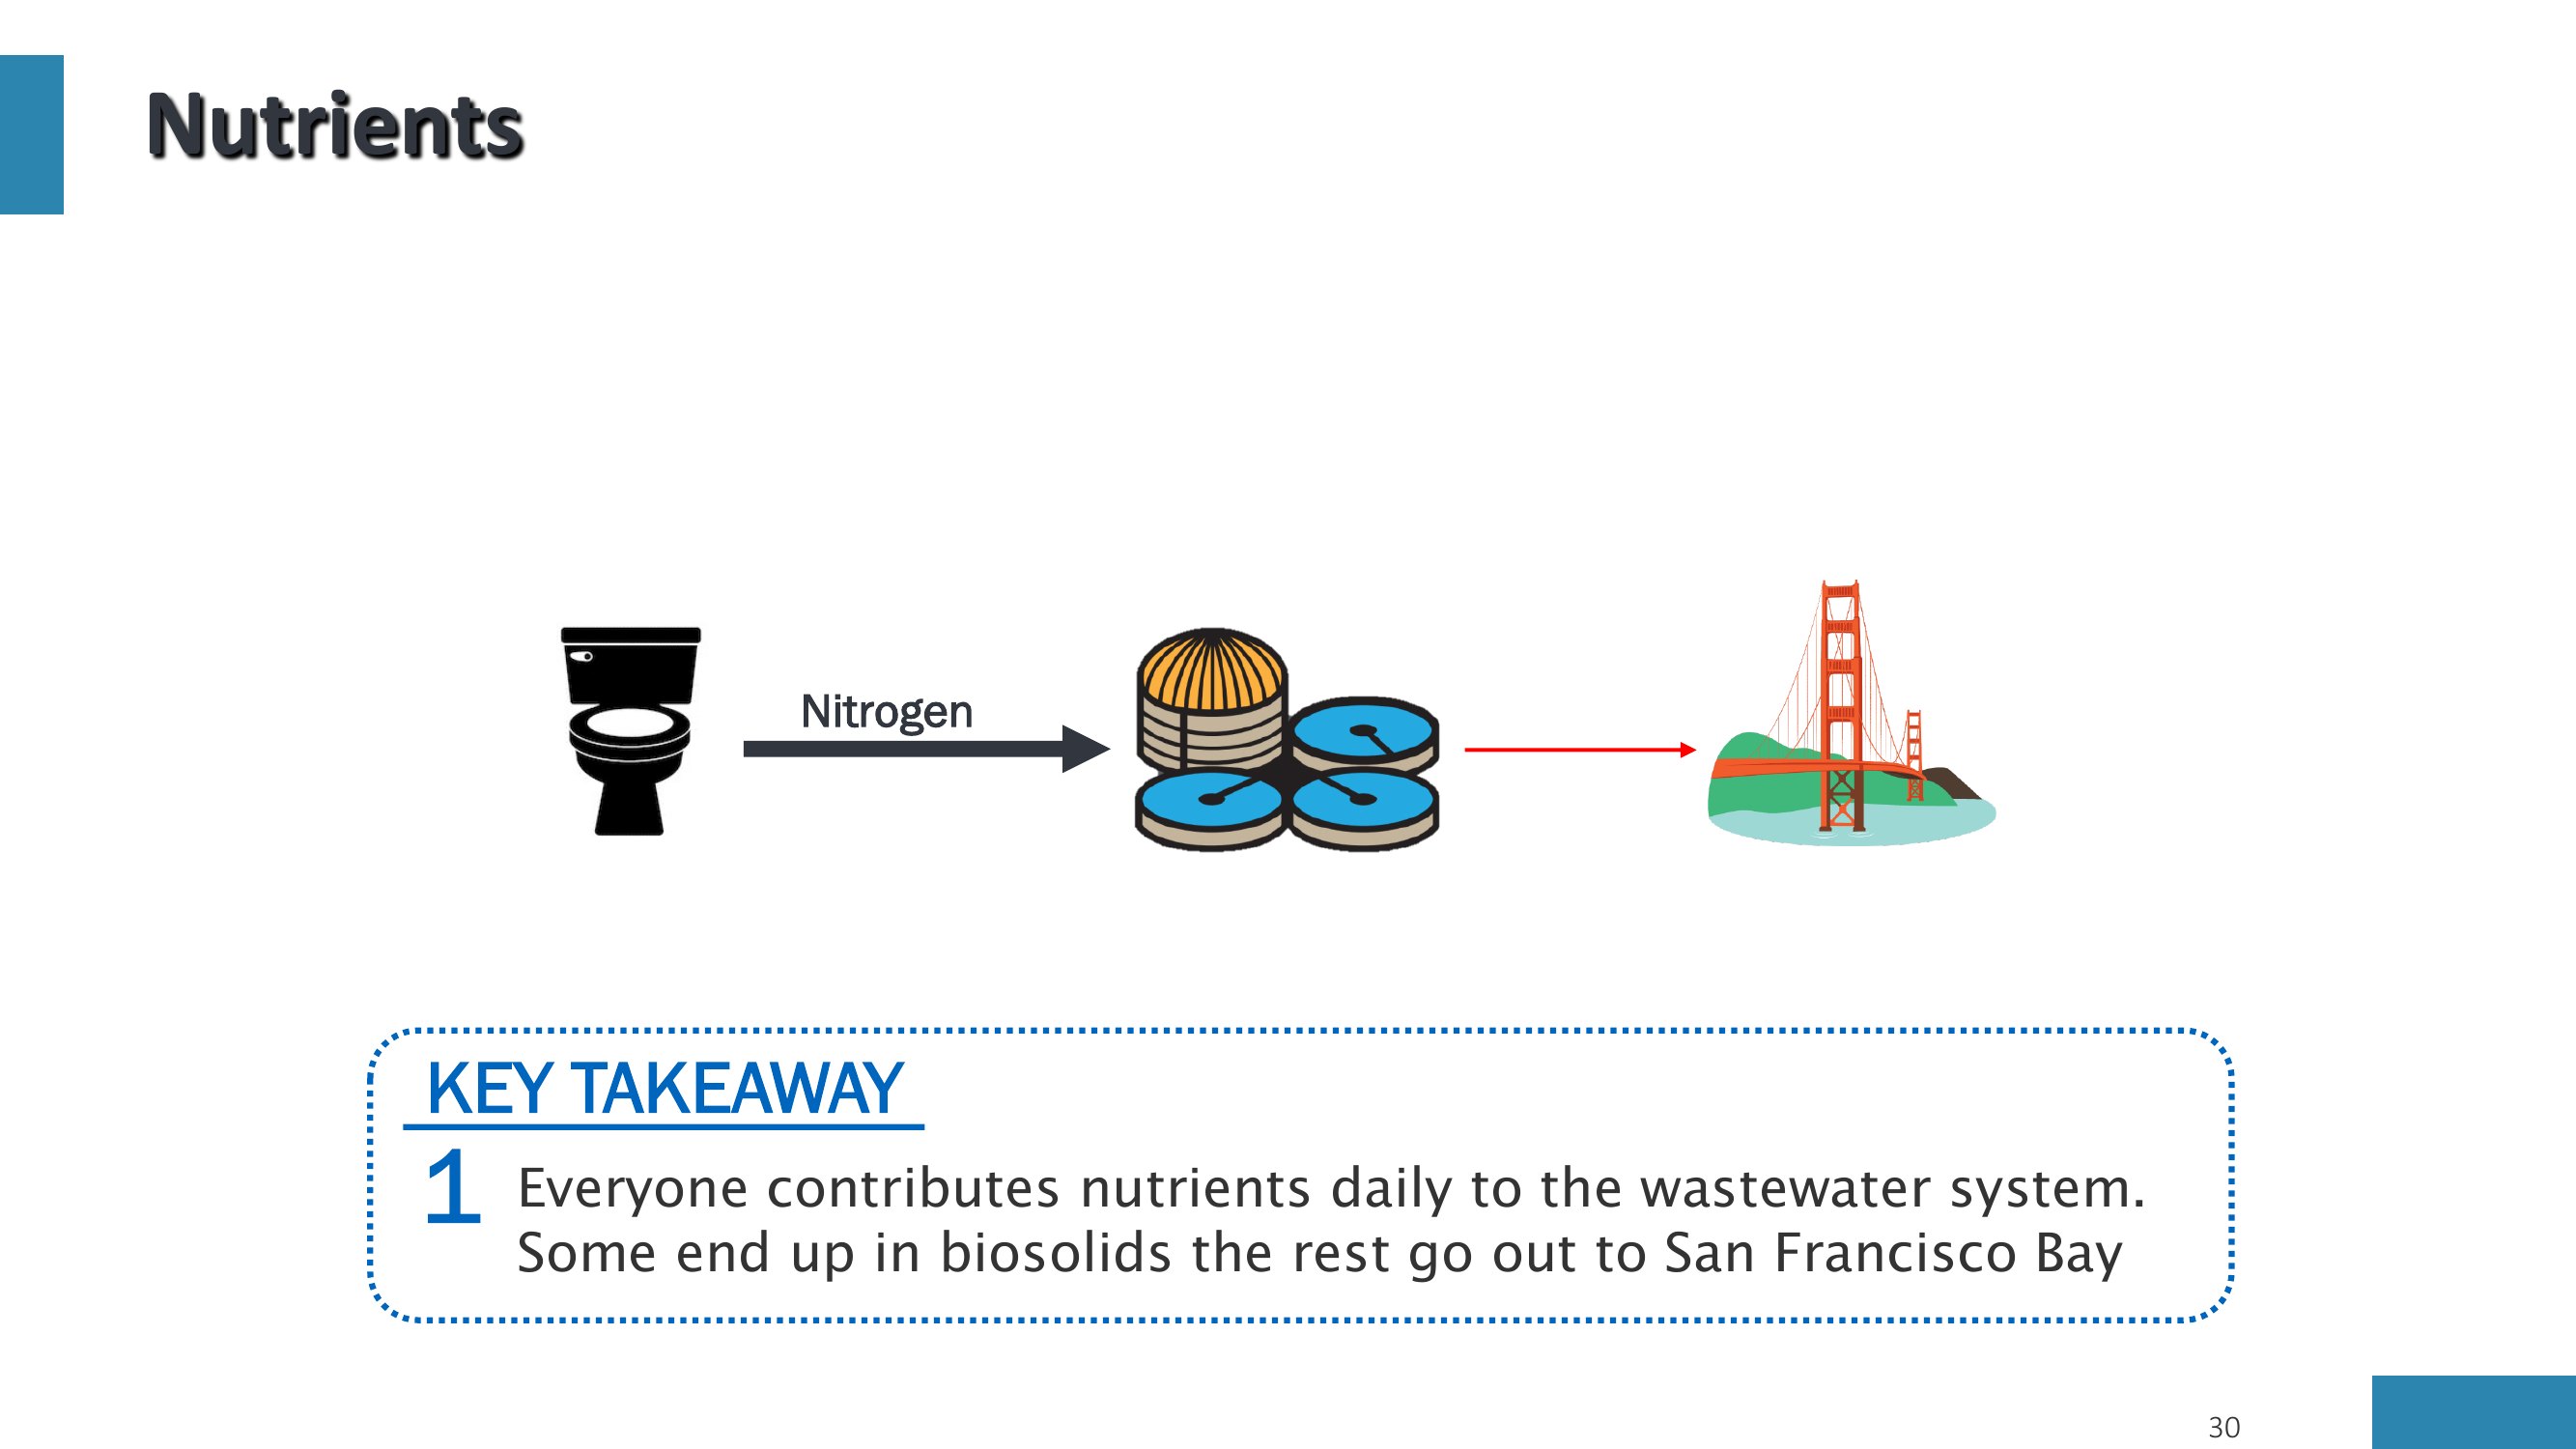 Nutrients
Nitrogen
KEY TAKEAWAY
1 Everyone contributes nutrients daily to the wastewater system.
Some end up in biosolids the rest go out to San Francisco Bay
30